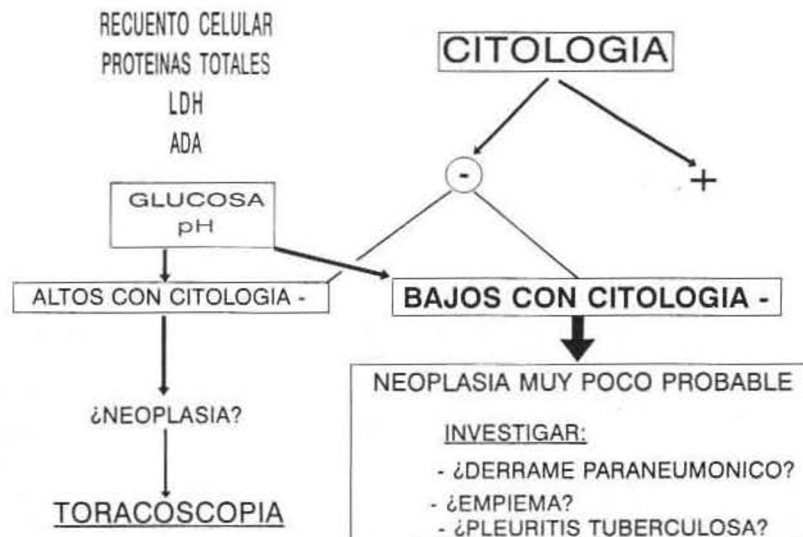 RECUENTO CELULAR
PROTEINAS TOTALES
LDH
ADA
CITOLOGIA
-
+
GLUCOSA
pH
ALTOS CON CITOLOGIA -
BAJOS CON CITOLOGIA -
¿NEOPLASIA?
TORACOSCOPIA
NEOPLASIA MUY POCO PROBABLE
INVESTIGAR:
- ¿DERRAME PARANEUMONICO?
- ¿EMPIEMA?
- ¿PLEURITIS TUBERCULOSA?